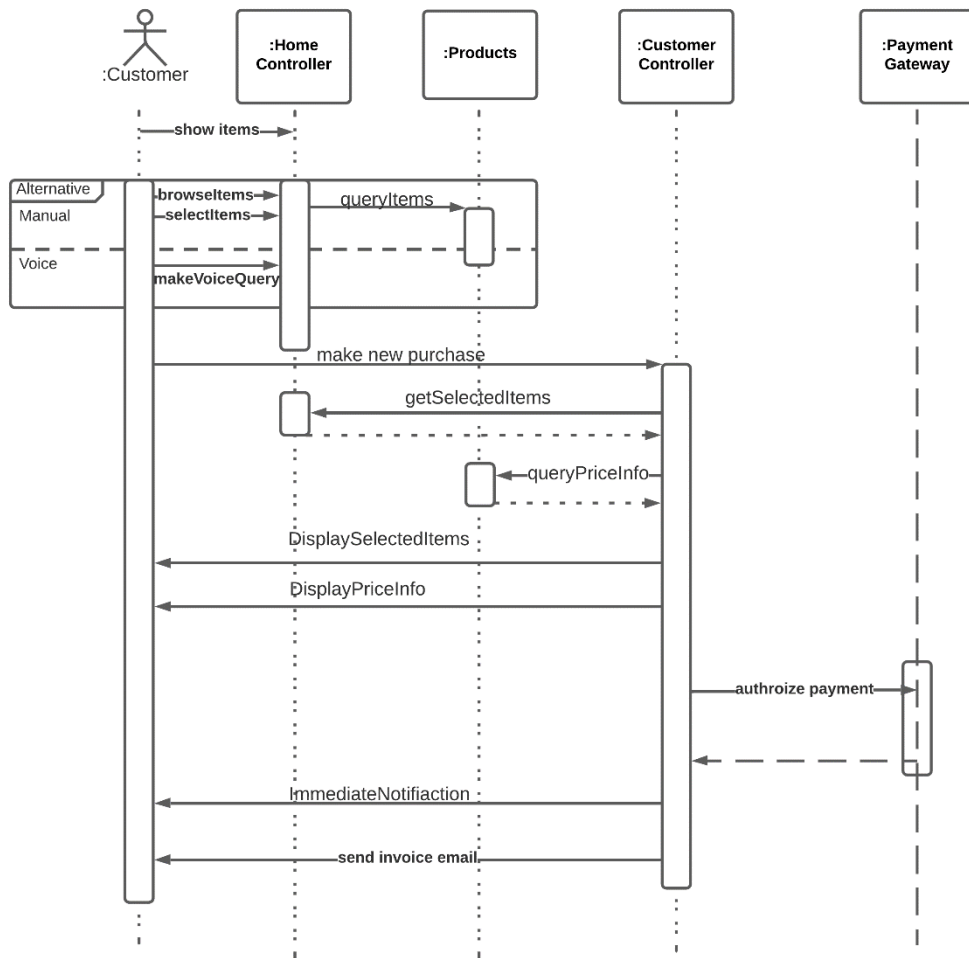 :Customer
:Home
Controller
:Products
:Customer
Controller
:Payment
Gateway
show items
Alternative
Manual
browseItems
selectItems
queryItems
Voice
makeVoiceQuery
make new purchase
getSelectedItems
queryPriceInfo
DisplaySelectedItems
DisplayPriceInfo
authroize payment
ImmediateNotifiaction
send invoice email